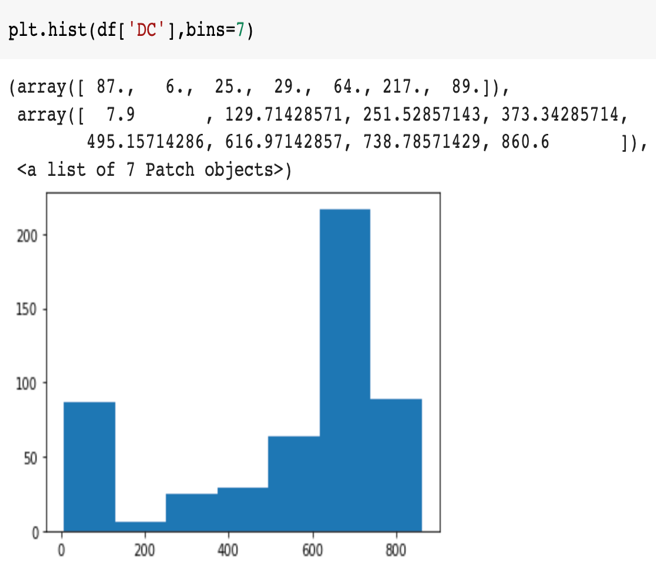 plt.hist(df['DC'],bins=7)
(array([ 87.,   6.,  25.,  29.,  64., 217.,  89.]),
 array([  7.9       , 129.71428571, 251.52857143, 373.34285714,
        495.15714286, 616.97142857, 738.78571429, 860.6       ]),
 <a list of 7 Patch objects>)
200
150
100
50
0
0 200 400 600 800